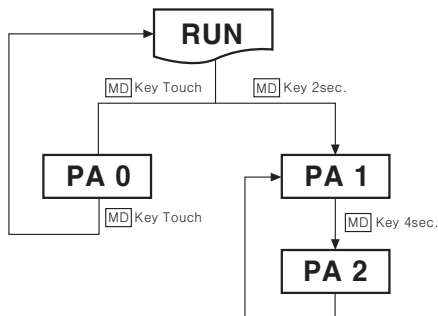 RUN
MD Key Touch
MD Key 2sec.
PA 0
PA 1
MD Key Touch
MD Key 4sec.
PA 2